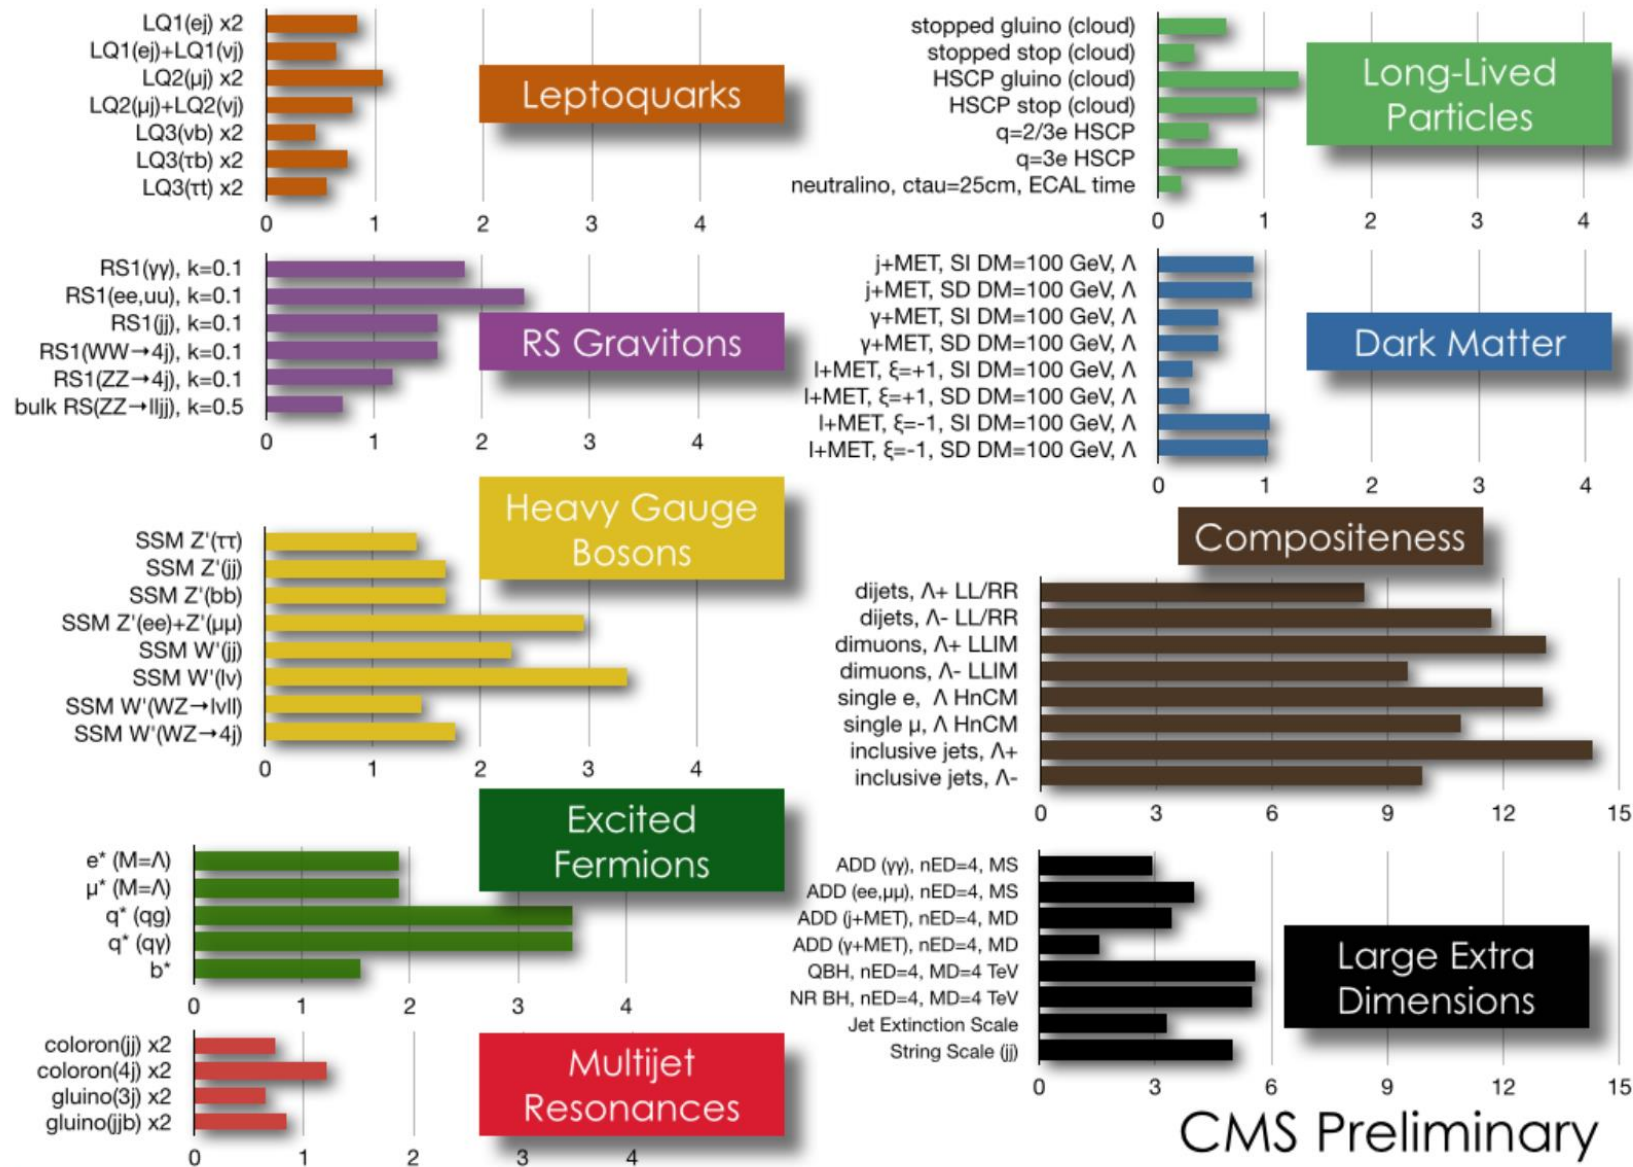 LQ1(ej) x2
LQ1(ej)+LQ1(νj)
LQ2(μj) x2
LQ2(μj)+LQ2(νj)
LQ3(νb) x2
LQ3(τb) x2
LQ3(τt) x2
0 1 2 3 4
Leptoquarks
RS1(γγ), k=0.1
RS1(ee,uu), k=0.1
RS1(jj), k=0.1
RS1(WW→4j), k=0.1
RS1(ZZ→4j), k=0.1
bulk RS(ZZ→lljj), k=0.5
0 1 2 3 4
RS Gravitons
Heavy Gauge
Bosons
SSM Z'(ττ)
SSM Z'(jj)
SSM Z'(bb)
SSM Z'(ee)+Z'(μμ)
SSM W'(jj)
SSM W'(lν)
SSM W'(WZ→lνll)
SSM W'(WZ→4j)
0 1 2 3 4
Excited
Fermions
e* (M=Λ)
μ* (M=Λ)
q* (qg)
q* (qγ)
b*
0 1 2 3 4
coloron(jj) x2
coloron(4j) x2
gluino(3j) x2
gluino(jjb) x2
0 1 2 3 4
Multijet
Resonances
stopped gluino (cloud)
stopped stop (cloud)
HSCP gluino (cloud)
HSCP stop (cloud)
q=2/3e HSCP
q=3e HSCP
neutralino, ctau=25cm, ECAL time
0 1 2 3 4
Long-Lived
Particles
j+MET, SI DM=100 GeV, Λ
j+MET, SD DM=100 GeV, Λ
γ+MET, SI DM=100 GeV, Λ
γ+MET, SD DM=100 GeV, Λ
l+MET, ξ=+1, SI DM=100 GeV, Λ
l+MET, ξ=+1, SD DM=100 GeV, Λ
l+MET, ξ=-1, SI DM=100 GeV, Λ
l+MET, ξ=-1, SD DM=100 GeV, Λ
0 1 2 3 4
Dark Matter
Compositeness
dijets, Λ+ LL/RR
dijets, Λ- LL/RR
dimuons, Λ+ LLIM
dimuons, Λ- LLIM
single e, Λ HnCM
single μ, Λ HnCM
inclusive jets, Λ+
inclusive jets, Λ-
0 3 6 9 12 15
ADD (γγ), nED=4, MS
ADD (ee,μμ), nED=4, MS
ADD (j+MET), nED=4, MD
ADD (γ+MET), nED=4, MD
QBH, nED=4, MD=4 TeV
NR BH, nED=4, MD=4 TeV
Jet Extinction Scale
String Scale (jj)
0 3 6 9 12 15
Large Extra
Dimensions
CMS Preliminary